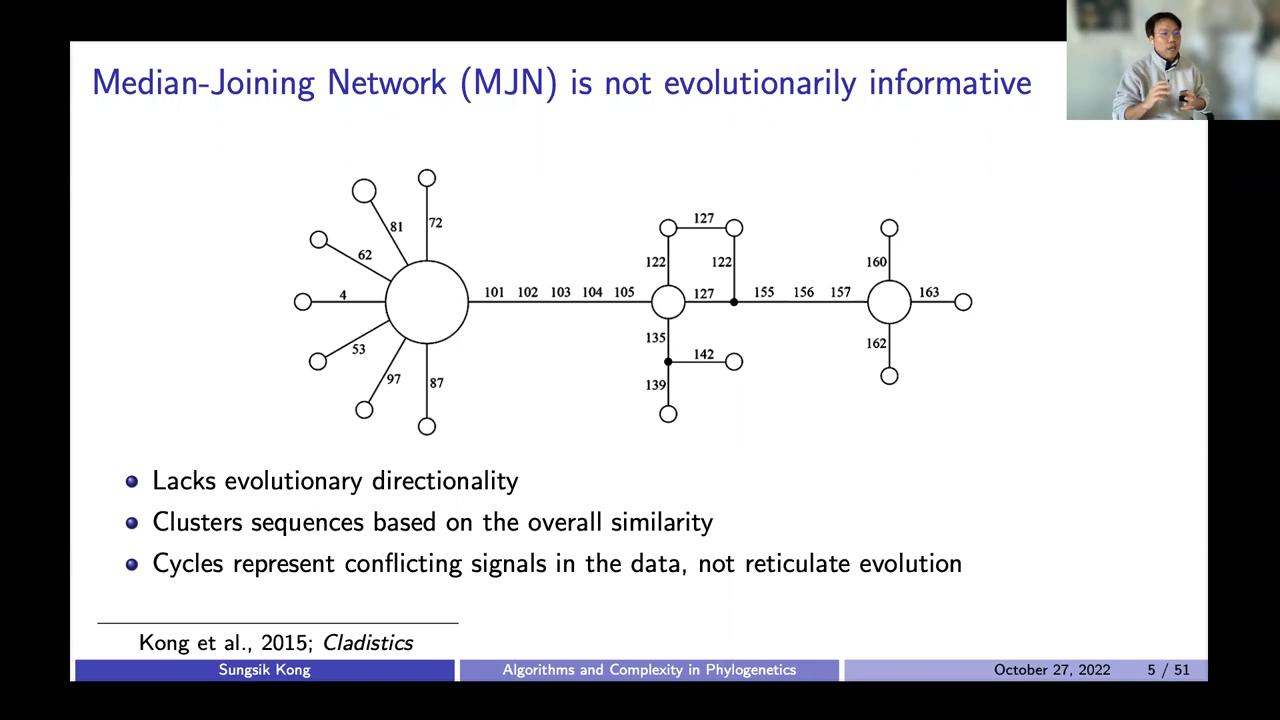 Median-Joining Network (MJN) is not evolutionarily informative
81
72
62
4
53
97
87
101 102 103 104 105
127
122
122
127
155 156 157
135
142
139
160
163
162
Lacks evolutionary directionality
Clusters sequences based on the overall similarity
Cycles represent conflicting signals in the data, not reticulate evolution
Kong et al., 2015; Cladistics
Sungsik Kong
Algorithms and Complexity in Phylogenetics
October 27, 2022
5 / 51